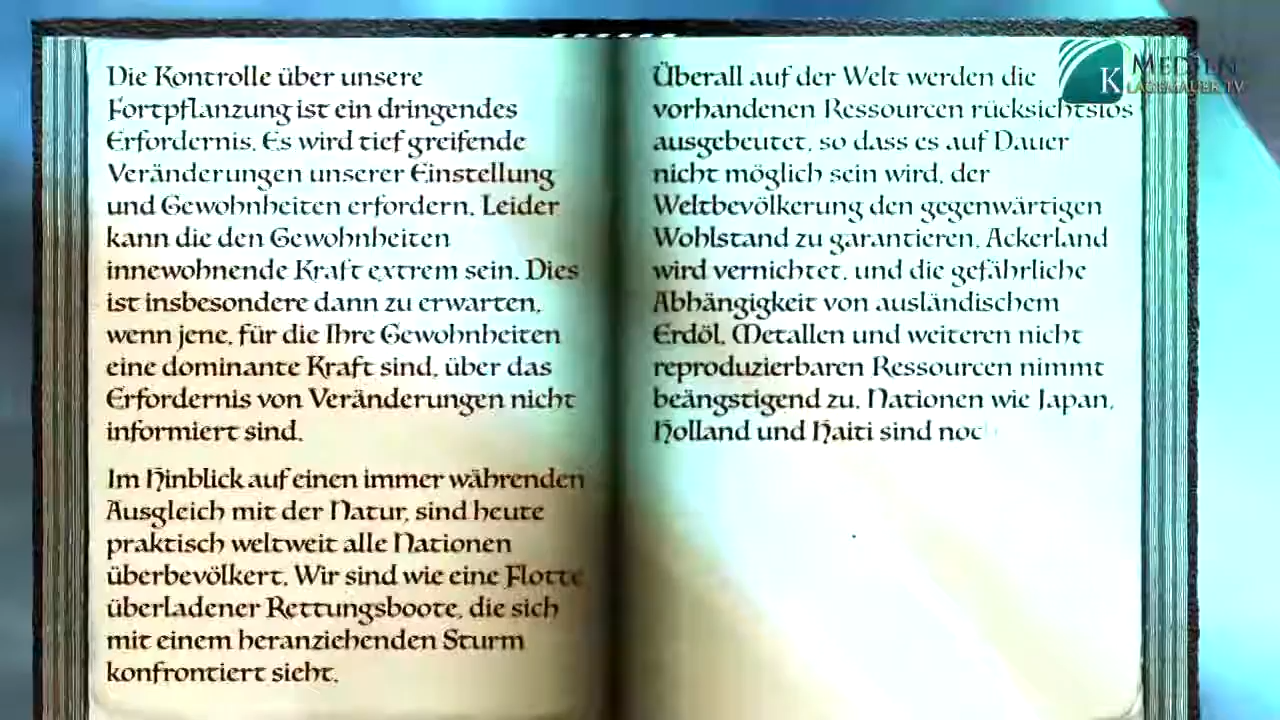 Die Kontrolle über unsere
Fortpflanzung ist ein dringendes
Erfordernis. Es wird tief greifende
Veränderungen unserer Einstellung
und Gewohnheiten erfordern. Leider
kann die den Gewohnheiten
innewohnende Kraft extrem sein. Dies
ist insbesondere dann zu erwarten,
wenn jene, für die Ihre Gewohnheiten
eine dominante Kraft sind, über das
Erfordernis von Veränderungen nicht
informiert sind.
Im Hinblick auf einen immer währenden
Ausgleich mit der Natur, sind heute
praktisch weltweit alle Nationen
überbevölkert. Wir sind wie eine Flotte
überladener Rettungsboote, die sich
mit einem heranziehenden Sturm
konfrontiert sieht.
Überall auf der Welt werden die
vorhandenen Ressourcen rücksichtslos
ausgebeutet, so dass es auf Dauer
nicht möglich sein wird, der
Weltbevölkerung den gegenwärtigen
Wohlstand zu garantieren. Ackerland
wird vernichtet, und die gefährliche
Abhängigkeit von ausländischem
Erdöl, Metallen und weiteren nicht
reproduzierbaren Ressourcen nimmt
beängstigend zu. Nationen wie Japan,
Holland und Haiti sind noc
K MEDIEN
KLAGEMAUER.TV